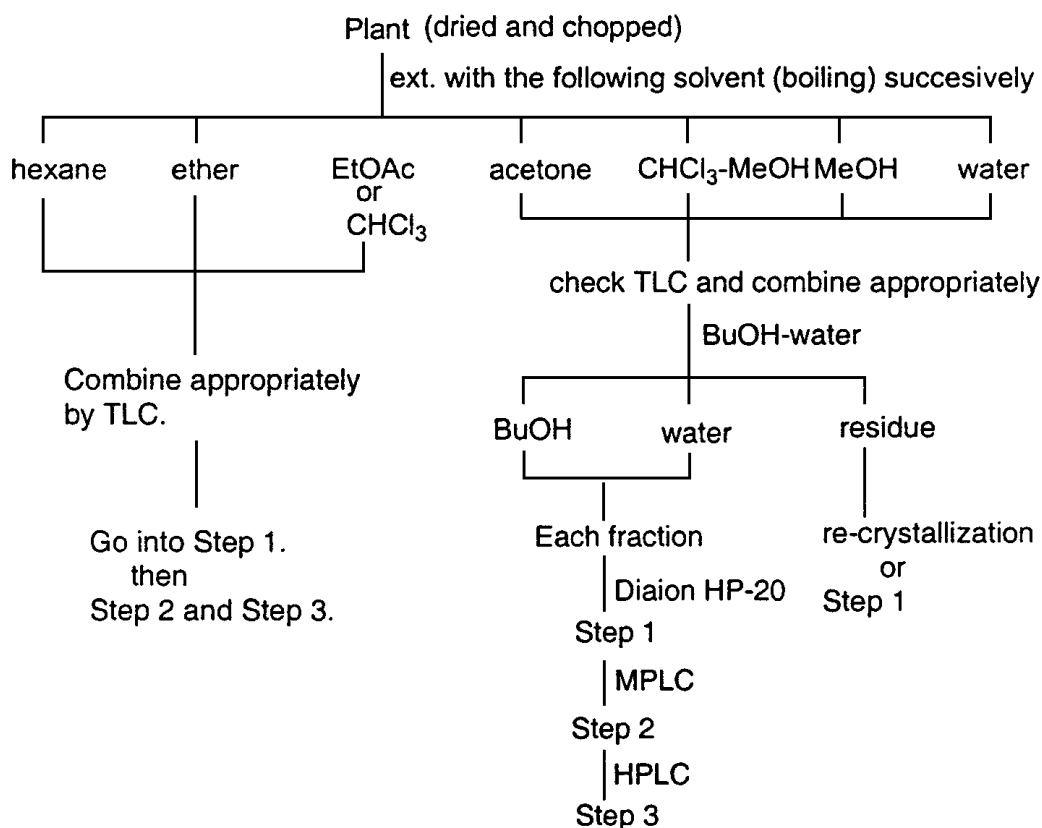 Plant (dried and chopped)
ext. with the following solvent (boiling) succesively
hexane ether EtOAc acetone CHCl₃-MeOH MeOH water
or
CHCl₃
check TLC and combine appropriately
BuOH-water
Combine appropriately
by TLC.
BuOH water residue
Go into Step 1.
then
Step 2 and Step 3.
Each fraction
re-crystallization
or
Step 1
Diaion HP-20
Step 1
MPLC
Step 2
HPLC
Step 3